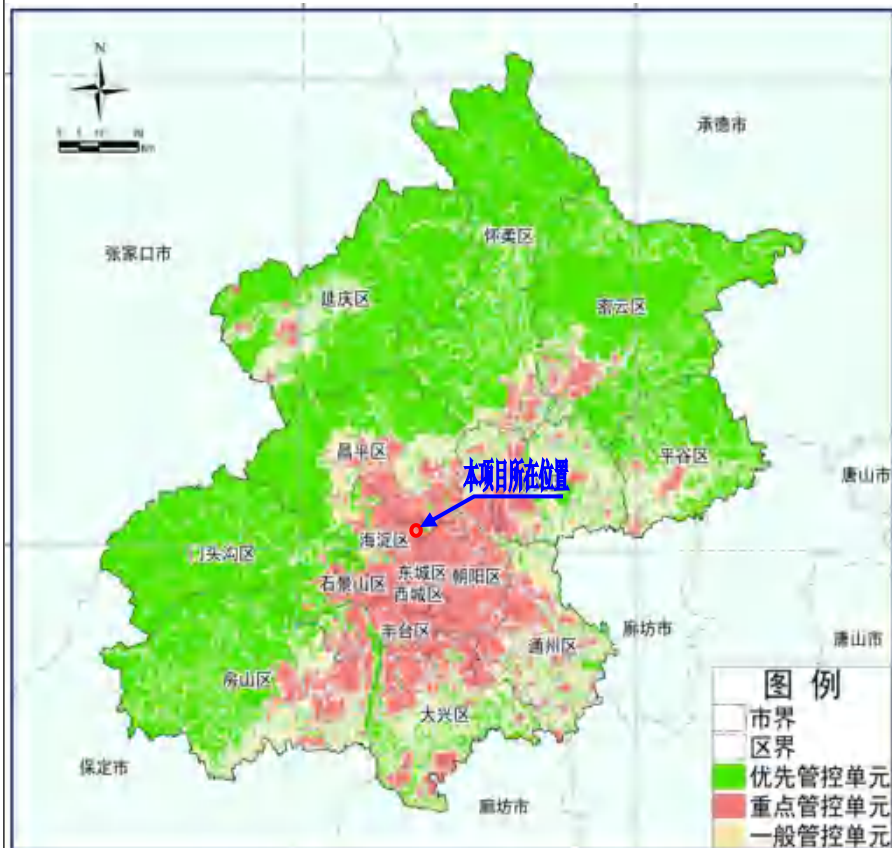 N
km
承德市
怀柔区
张家口市
延庆区
密云区
昌平区
平谷区
本项目所在位置
唐山市
海淀区
门头沟区
东城区
朝阳区
石景山区
西城区
丰台区
廊坊市
通州区
唐山市
房山区
大兴区
保定市
廊坊市
图 例
市界
区界
优先管控单元
重点管控单元
一般管控单元